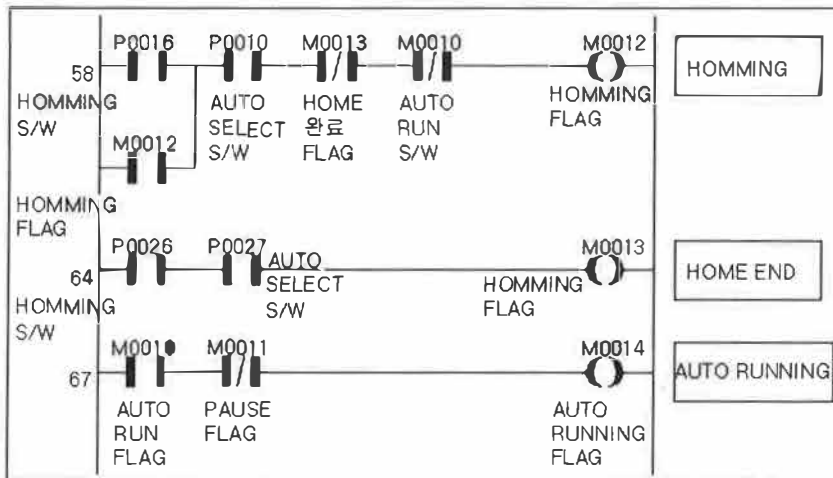 P0016 P0010 M0013 M0010 M0012
58
HOMMING
S/W
AUTO
SELECT
S/W
HOME
완료
FLAG
AUTO
RUN
S/W
HOMMING
FLAG
HOMMING
M0012
HOMMING
FLAG
P0026 P0027 M0013
64
HOMMING
S/W
AUTO
SELECT
S/W
HOMMING
FLAG
HOME END
M0010 M0011 M0014
67
AUTO
RUN
FLAG
PAUSE
FLAG
AUTO
RUNNING
FLAG
AUTO RUNNING